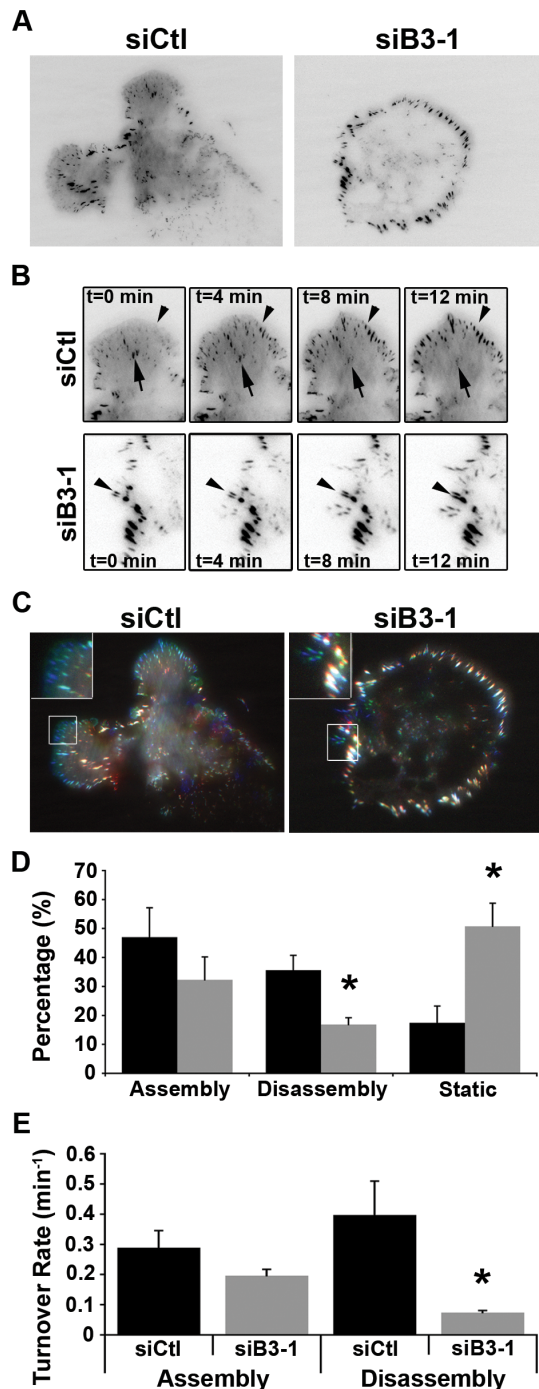 A
siCtl siB3-1
B
siCtl
t=0 min t=4 min t=8 min t=12 min
siB3-1
t=0 min t=4 min t=8 min t=12 min
C
siCtl siB3-1
D
Percentage (%)
70
60
50
40
30
20
10
0
*
*
Assembly Disassembly Static
E
Turnover Rate (min⁻¹)
0.6
0.5
0.4
0.3
0.2
0.1
0
*
siCtl siB3-1 siCtl siB3-1
Assembly Disassembly